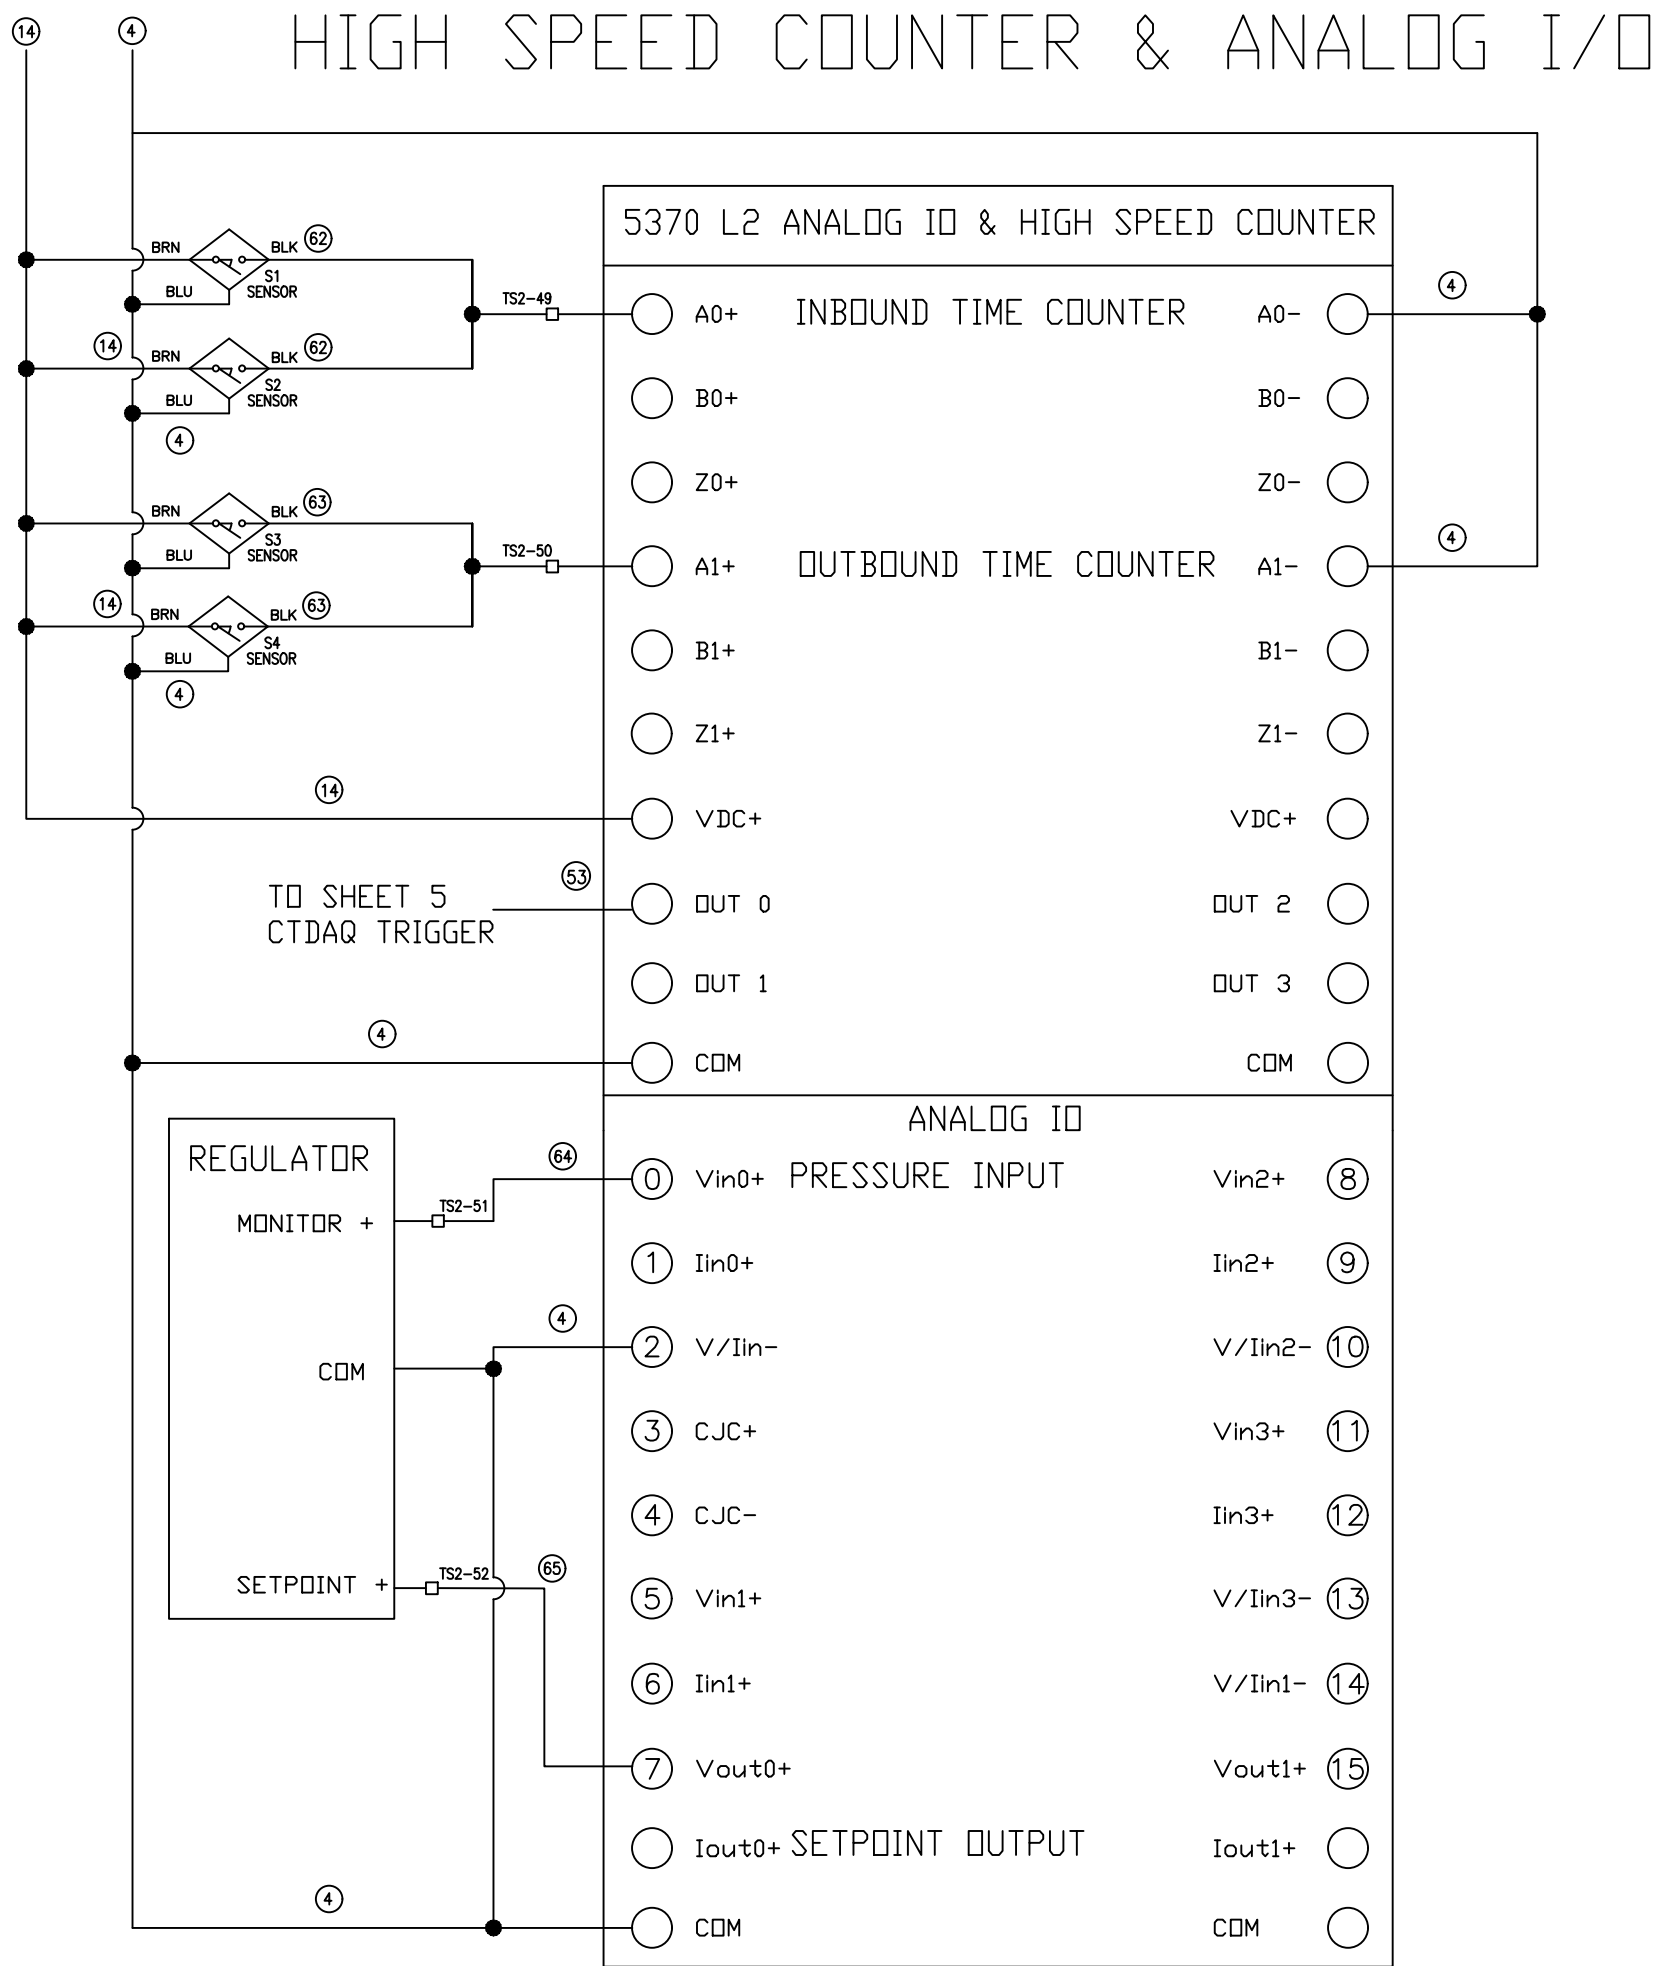 14 4 HIGH SPEED COUNTER & ANALOG I/O
5370 L2 ANALOG IO & HIGH SPEED COUNTER
BRN BLK 62
S1
BLU SENSOR
TS2-49 A0+ INBOUND TIME COUNTER A0- 4
14 BRN BLK 62
S2
BLU SENSOR
4
B0+ B0-
Z0+ Z0-
BRN BLK 63
S3
BLU SENSOR
TS2-50 A1+ OUTBOUND TIME COUNTER A1- 4
14 BRN BLK 63
S4
BLU SENSOR
4
B1+ B1-
Z1+ Z1-
14
VDC+ VDC+
53
TO SHEET 5
CTDAQ TRIGGER
OUT 0 OUT 2
OUT 1 OUT 3
4
COM COM
ANALOG IO
REGULATOR
64
0 Vin0+ PRESSURE INPUT Vin2+ 8
TS2-51
MONITOR +
1 Iin0+ Iin2+ 9
4
2 V/Iin- V/Iin2- 10
COM
3 CJC+ Vin3+ 11
4 CJC- Iin3+ 12
SETPOINT + TS2-52 65
5 Vin1+ V/Iin3- 13
6 Iin1+ V/Iin1- 14
7 Vout0+ Vout1+ 15
Iout0+ SETPOINT OUTPUT Iout1+
4
COM COM